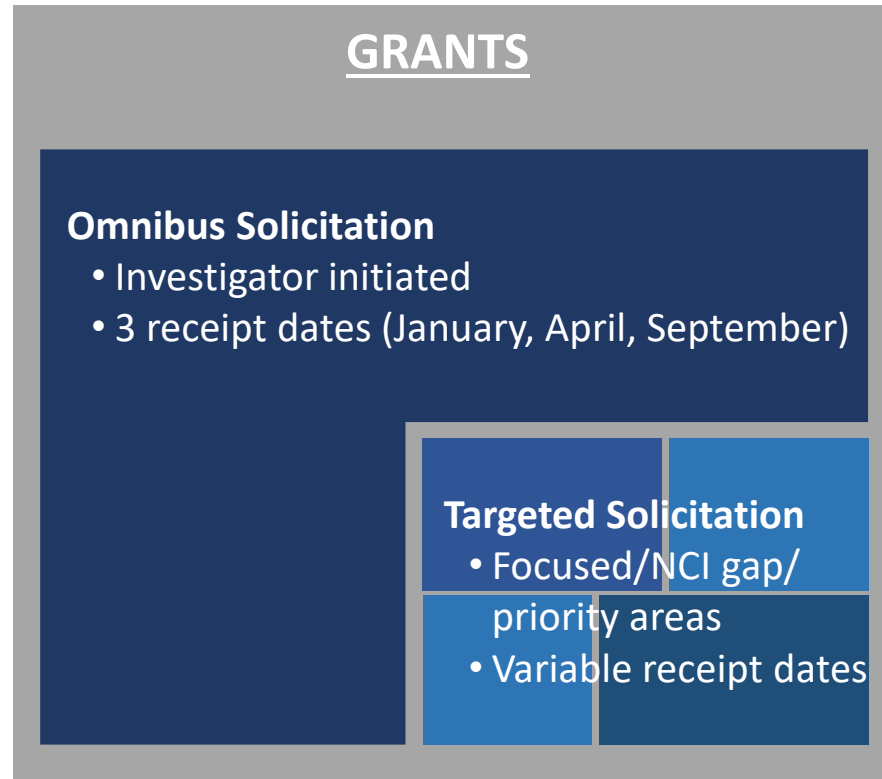 GRANTS
Omnibus Solicitation
• Investigator initiated
• 3 receipt dates (January, April, September)
Targeted Solicitation
• Focused/NCI gap/
priority areas
• Variable receipt dates